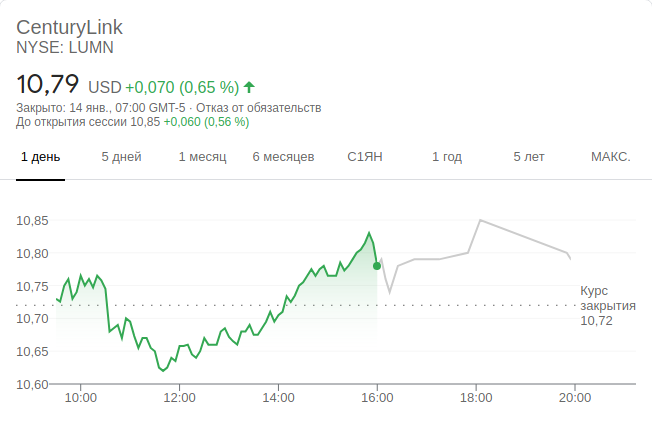 CenturyLink
NYSE: LUMN
10,79 USD +0,070 (0,65 %)
Закрыто: 14 янв., 07:00 GMT-5 · Отказ от обязательств
До открытия сессии 10,85 +0,060 (0,56 %)
1 день 5 дней 1 месяц 6 месяцев С1ЯН 1 год 5 лет МАКС.
10,85
10,80
10,75
10,70
10,65
10,60
Курс
закрытия
10,72
10:00 12:00 14:00 16:00 18:00 20:00